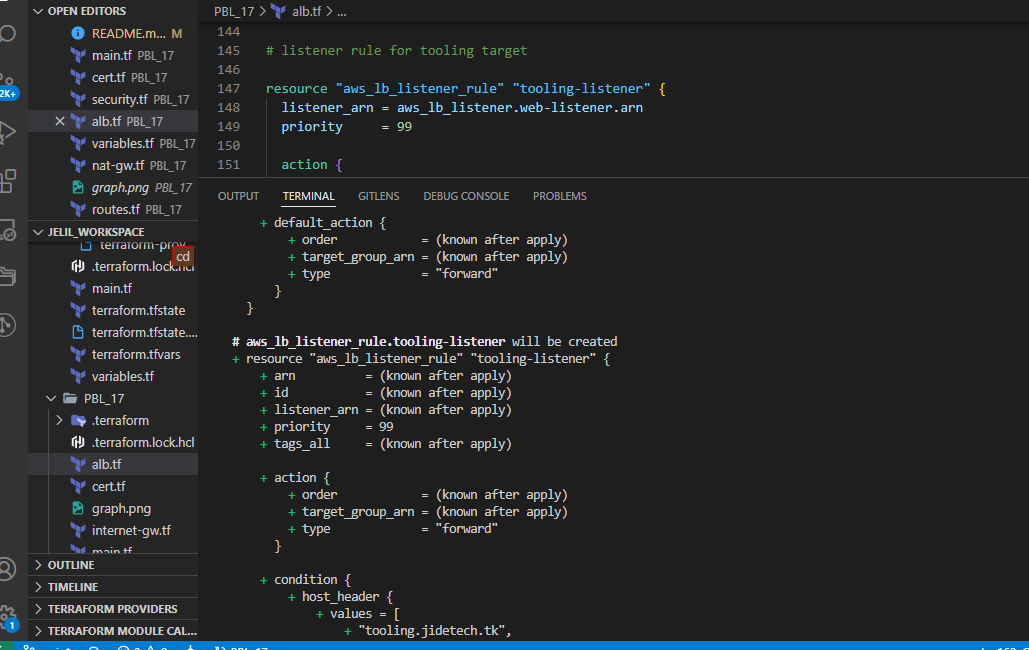 OPEN EDITORS
README.m... M
main.tf PBL_17
cert.tf PBL_17
security.tf PBL_17
alb.tf PBL_17
variables.tf PBL_17
nat-gw.tf PBL_17
graph.png PBL_17
routes.tf PBL_17
JELIL_WORKSPACE
terraform-prov
cd
.terraform.lock.hcl
main.tf
terraform.tfstate
terraform.tfstate....
terraform.tfvars
variables.tf
PBL_17
.terraform
.terraform.lock.hcl
alb.tf
cert.tf
graph.png
internet-gw.tf
main.tf
OUTLINE
TIMELINE
TERRAFORM PROVIDERS
TERRAFORM MODULE CAL...
2K+
1
PBL_17 > alb.tf > ...
144
145 # listener rule for tooling target
146
147 resource "aws_lb_listener_rule" "tooling-listener" {
148 listener_arn = aws_lb_listener.web-listener.arn
149 priority = 99
150
151 action {
OUTPUT TERMINAL GITLENS DEBUG CONSOLE PROBLEMS
+ default_action {
+ order = (known after apply)
+ target_group_arn = (known after apply)
+ type = "forward"
}
}
# aws_lb_listener_rule.tooling-listener will be created
+ resource "aws_lb_listener_rule" "tooling-listener" {
+ arn = (known after apply)
+ id = (known after apply)
+ listener_arn = (known after apply)
+ priority = 99
+ tags_all = (known after apply)
+ action {
+ order = (known after apply)
+ target_group_arn = (known after apply)
+ type = "forward"
}
+ condition {
+ host_header {
+ values = [
+ "tooling.jidetech.tk",